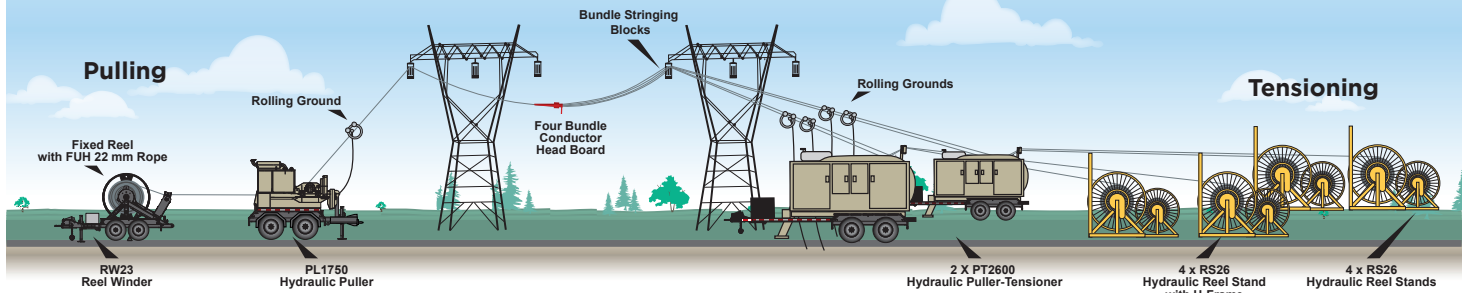 Pulling
Fixed Reel
with FUH 22 mm Rope
RW23
Reel Winder
Rolling Ground
PL1750
Hydraulic Puller
Four Bundle
Conductor
Head Board
Bundle Stringing
Blocks
Rolling Grounds
Tensioning
2 X PT2600
Hydraulic Puller-Tensioner
4 x RS26
Hydraulic Reel Stand
with H-Frame
4 x RS26
Hydraulic Reel Stands